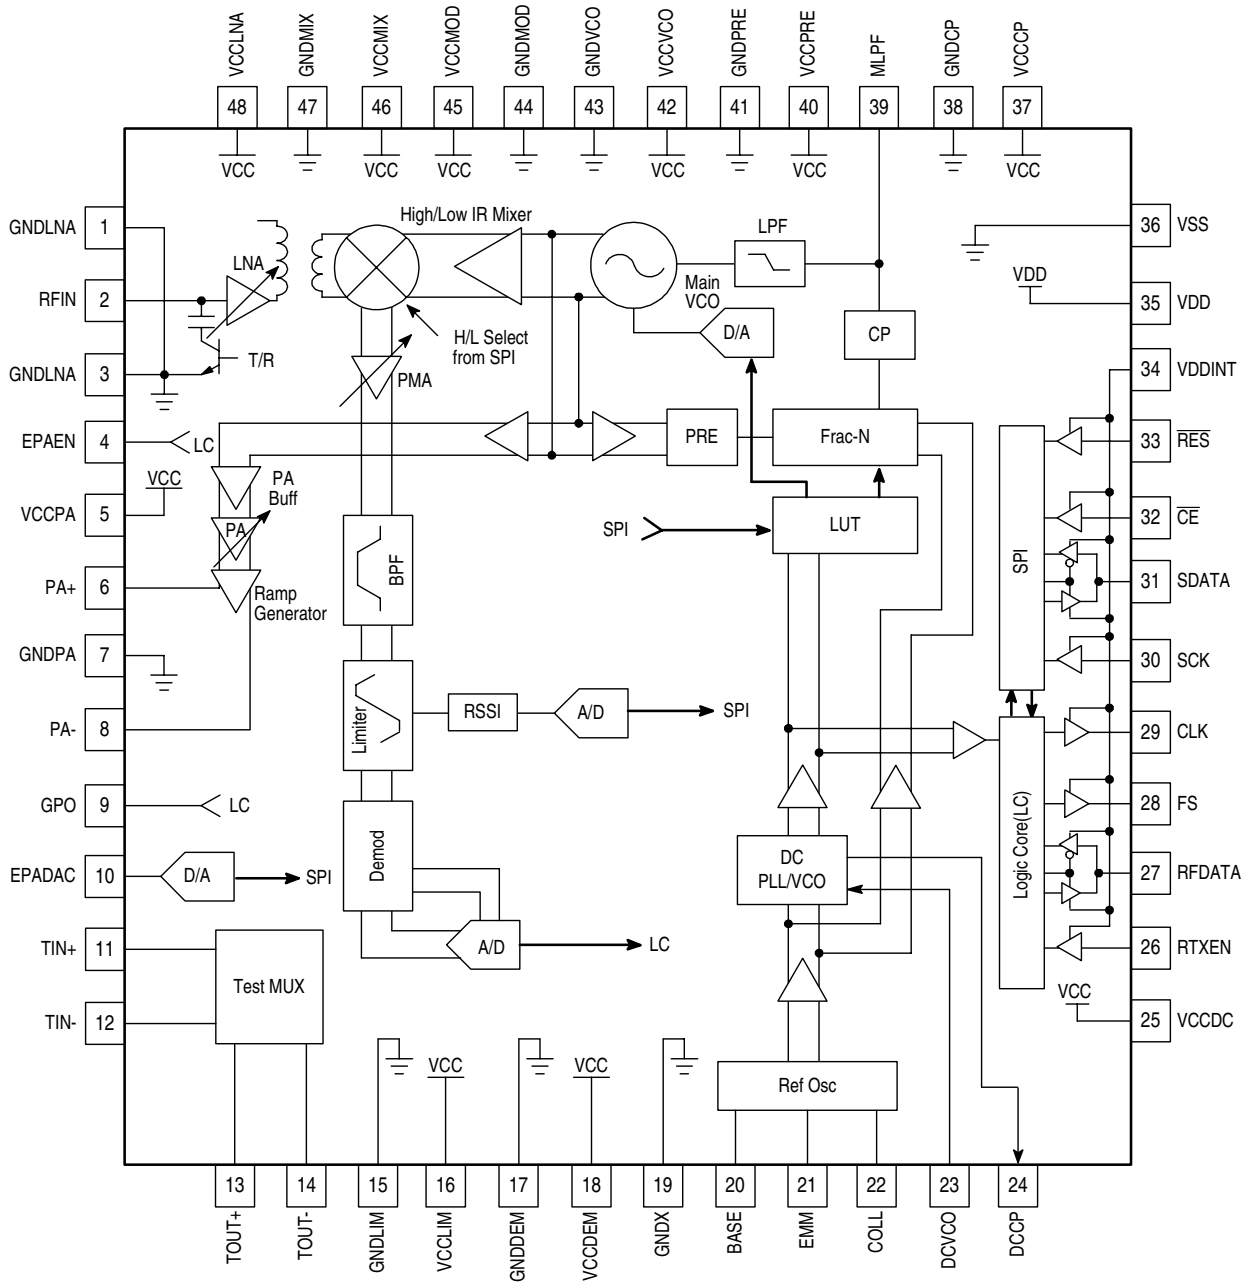 VCCLNA
GNDMIX
VCCMIX
VCCMOD
GNDMOD
GNDVCO
VCCVCO
GNDPRE
VCCPRE
MLPF
GNDCP
VCCCP
48
47
46
45
44
43
42
41
40
39
38
37
VCC
VCC
VCC
VCC
VCC
VCC
GNDLNA
1
RFIN
2
GNDLNA
3
EPAEN
4
VCCPA
5
PA+
6
GNDPA
7
PA-
8
GPO
9
EPADAC
10
TIN+
11
TIN-
12
LNA
T/R
LC
VCC
PA
Buff
PA
Ramp
Generator
LC
D/A
SPI
Test MUX
High/Low IR Mixer
H/L Select
from SPI
PMA
BPF
Limiter
RSSI
A/D
SPI
Demod
A/D
LC
Main
VCO
LPF
D/A
CP
PRE
Frac-N
SPI
LUT
DC
PLL/VCO
Ref Osc
SPI
Logic Core(LC)
VDD
VCC
36
VSS
35
VDD
34
VDDINT
33
RES
32
CE
31
SDATA
30
SCK
29
CLK
28
FS
27
RFDATA
26
RTXEN
25
VCCDC
VCC
VCC
13
14
15
16
17
18
19
20
21
22
23
24
TOUT+
TOUT-
GNDLIM
VCCLIM
GNDDEM
VCCDEM
GNDX
BASE
EMM
COLL
DCVCO
DCCP